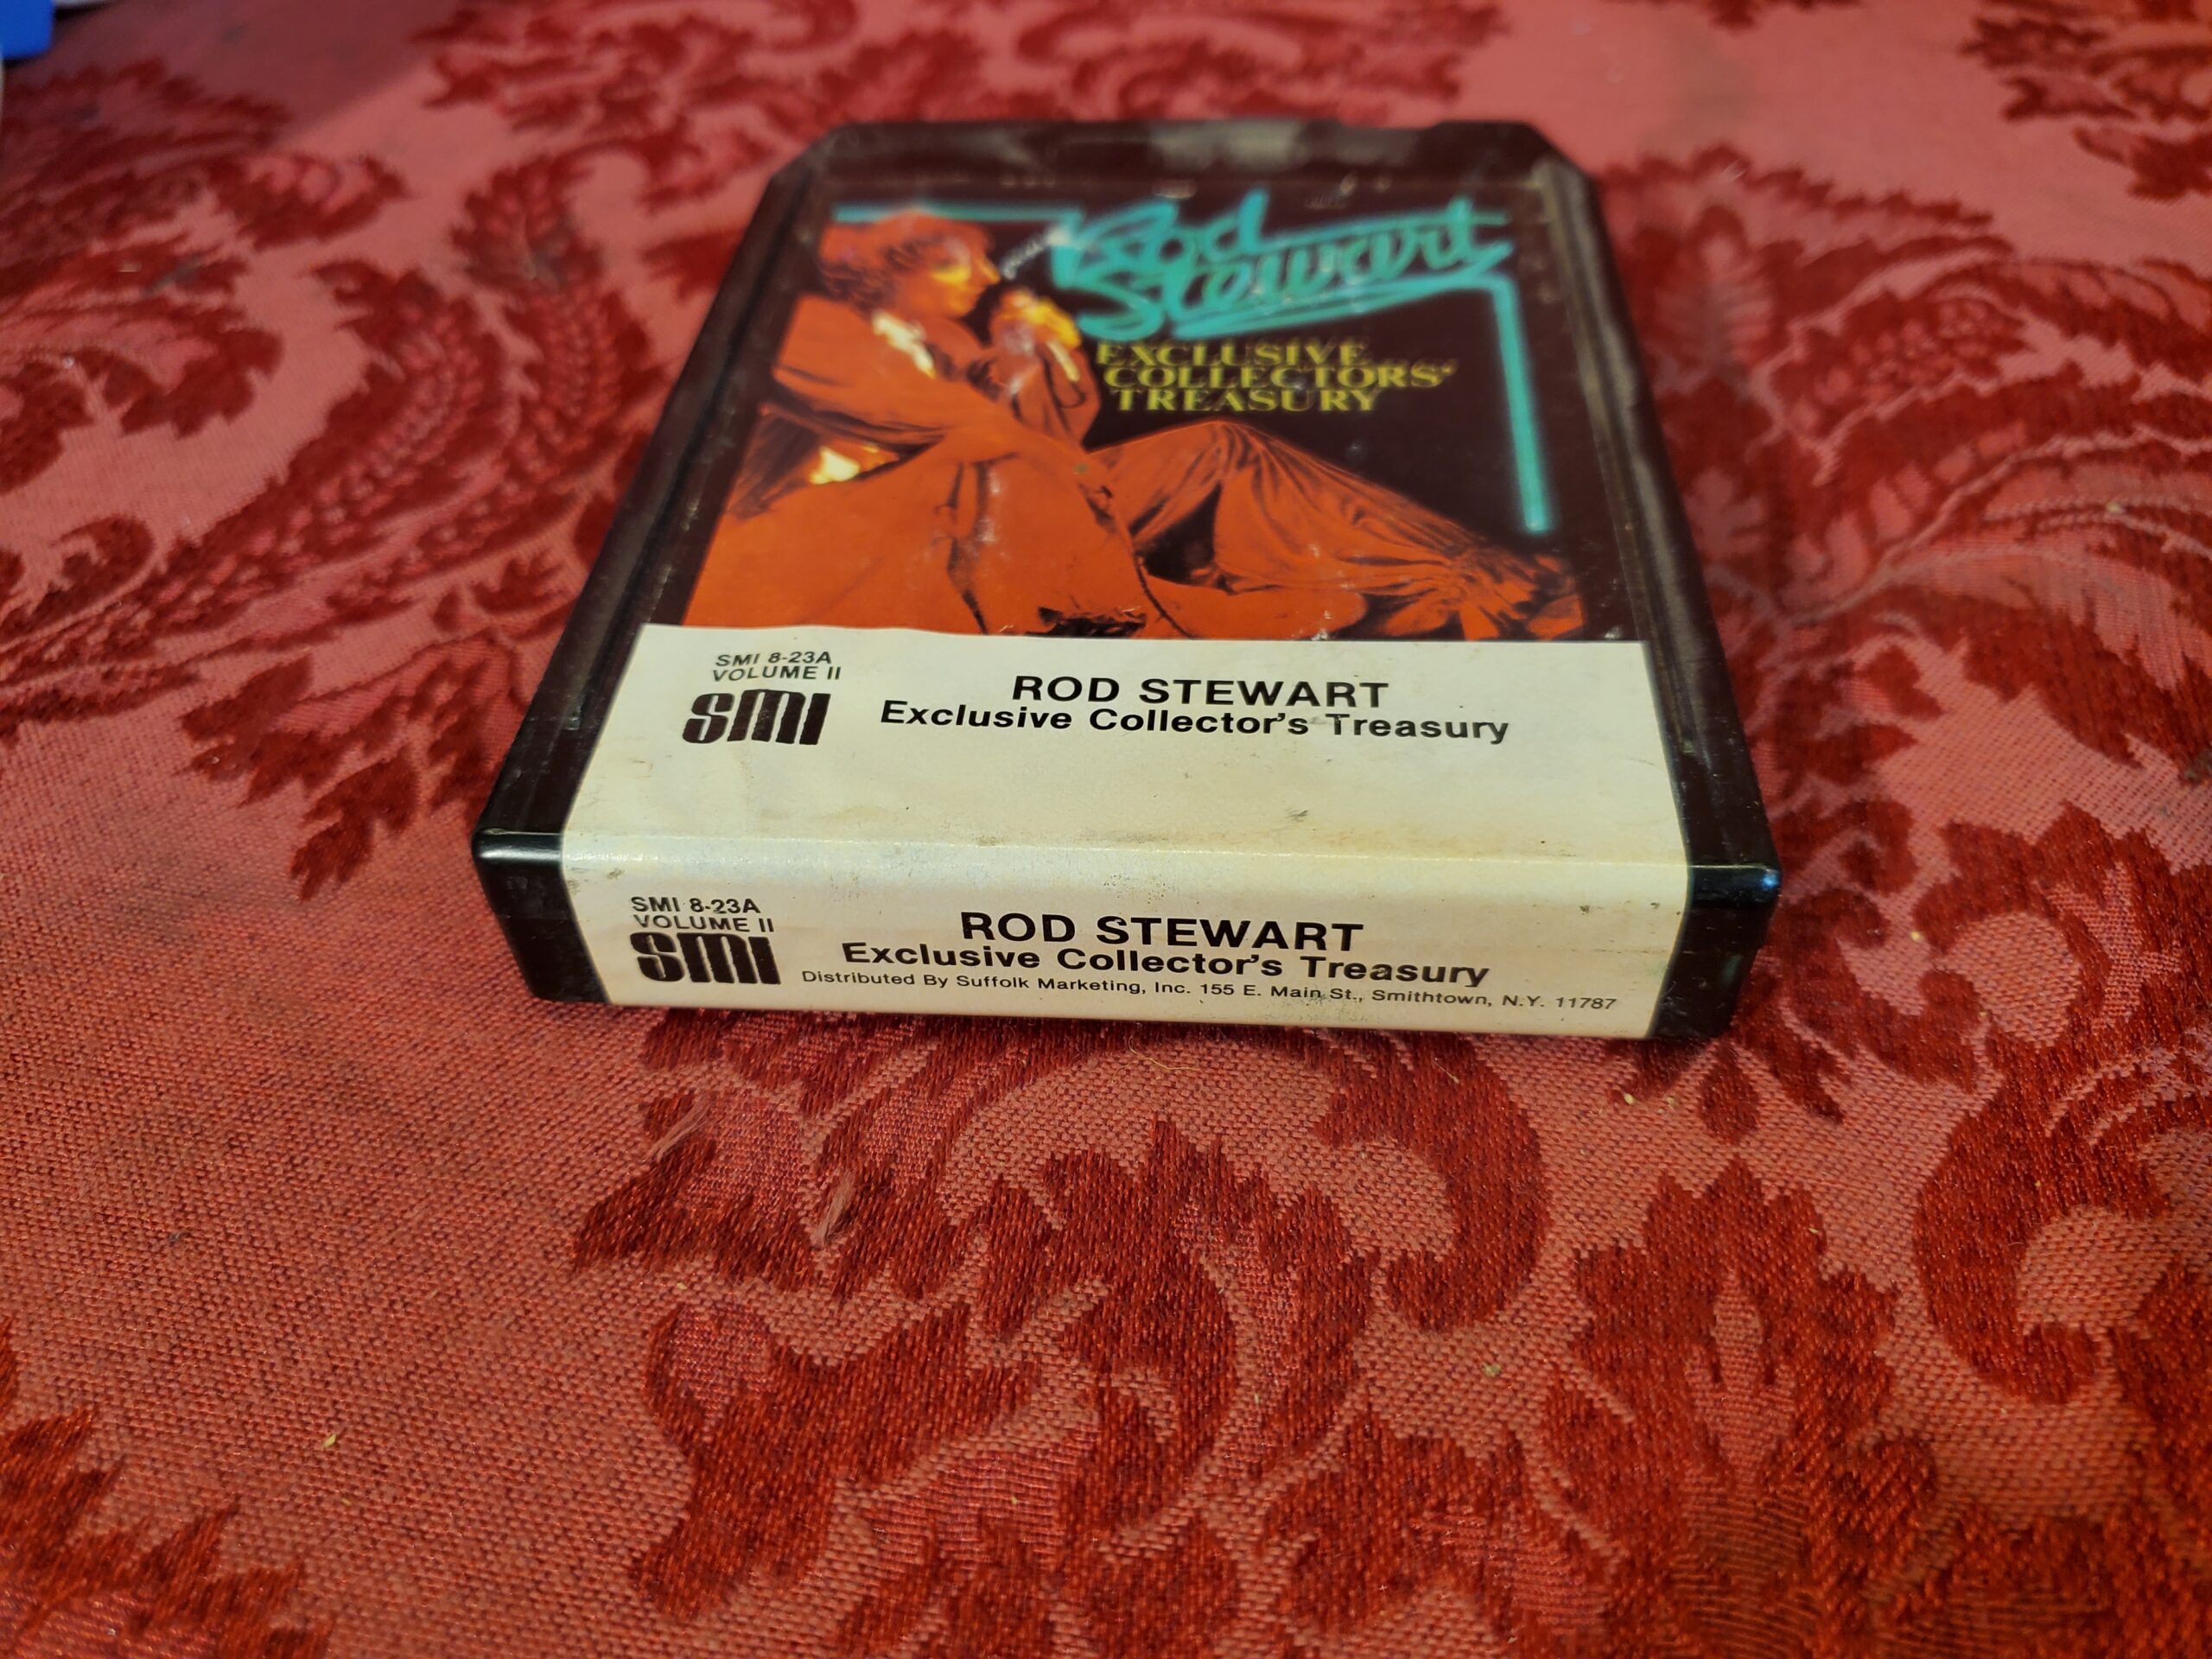 Rod
Stewart
EXCLUSIVE
COLLECTORS'
TREASURY
SMI 8-23A
VOLUME II
SMI
ROD STEWART
Exclusive Collector's Treasury
SMI 8-23A
VOLUME II
SMI
ROD STEWART
Exclusive Collector's Treasury
Distributed By Suffolk Marketing, Inc. 155 E. Main St., Smithtown, N.Y. 11787